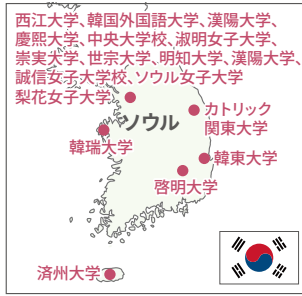 西江大学、韓国外国語大学、漢陽大学、
慶熙大学、中央大学校、淑明女子大学、
崇実大学、世宗大学、明知大学、漢陽大学、
誠信女子大学校、ソウル女子大学
梨花女子大学
カトリック
関東大学
ソウル
韓瑞大学
韓東大学
啓明大学
済州大学